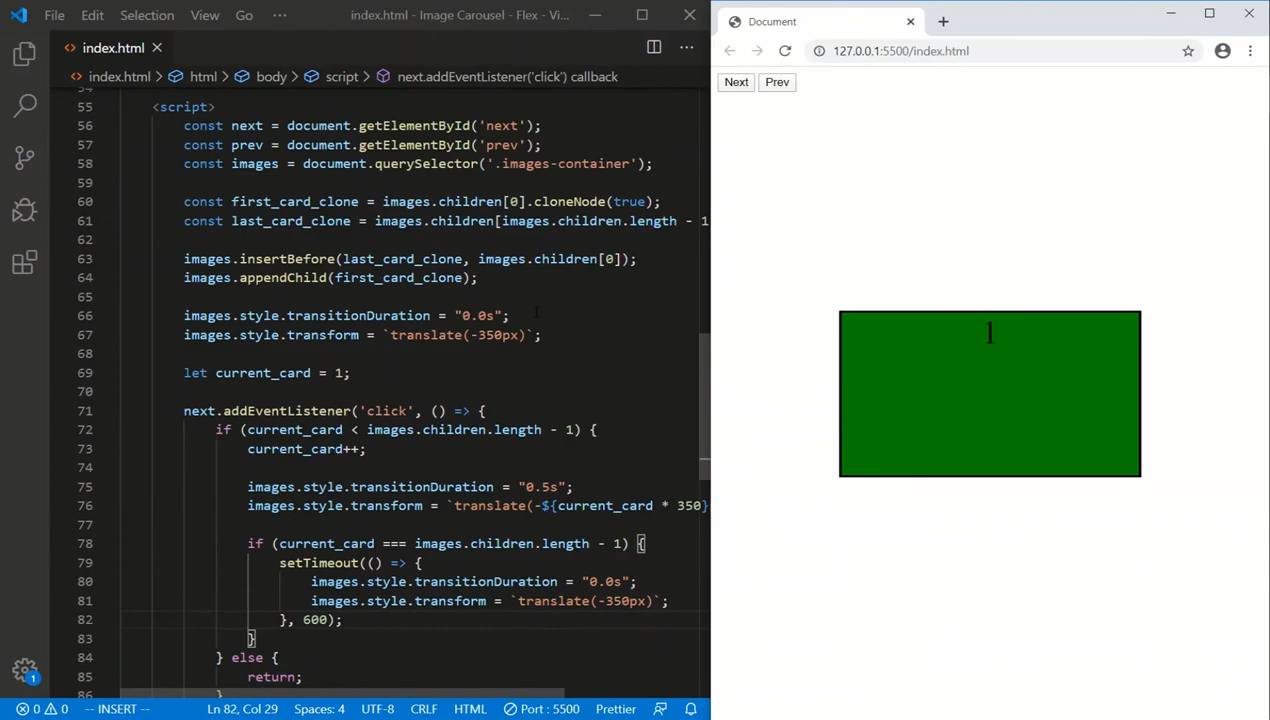 File Edit Selection View Go ··· index.html - Image Carousel - Flex - Vi...
index.html
index.html > html > body > script > next.addEventListener('click') callback
54
55 <script>
56 const next = document.getElementById('next');
57 const prev = document.getElementById('prev');
58 const images = document.querySelector('.images-container');
59
60 const first_card_clone = images.children[0].cloneNode(true);
61 const last_card_clone = images.children[images.children.length - 1
62
63 images.insertBefore(last_card_clone, images.children[0]);
64 images.appendChild(first_card_clone);
65
66 images.style.transitionDuration = "0.0s";
67 images.style.transform = `translate(-350px)`;
68
69 let current_card = 1;
70
71 next.addEventListener('click', () => {
72 if (current_card < images.children.length - 1) {
73 current_card++;
74
75 images.style.transitionDuration = "0.5s";
76 images.style.transform = `translate(-${current_card * 350}
77
78 if (current_card === images.children.length - 1) {
79 setTimeout(() => {
80 images.style.transitionDuration = "0.0s";
81 images.style.transform = `translate(-350px)`;
82 }, 600);
83 }
84 } else {
85 return;
86 }
1
0 0 -- INSERT -- Ln 82, Col 29 Spaces: 4 UTF-8 CRLF HTML Port : 5500 Prettier
Document
127.0.0.1:5500/index.html
Next Prev
1